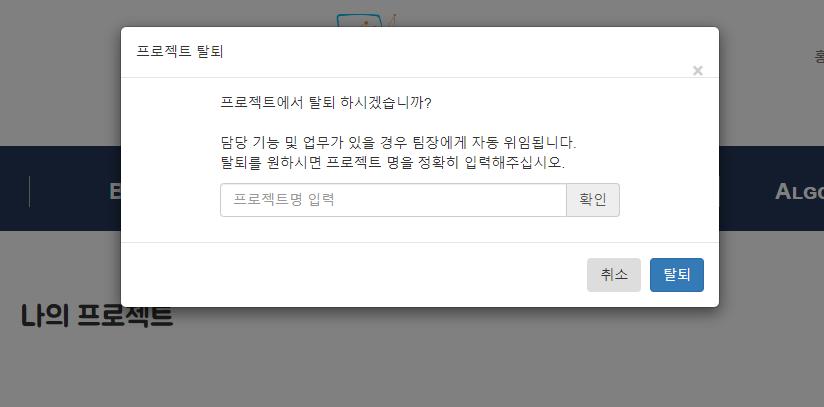 프로젝트 탈퇴
×
홍
프로젝트에서 탈퇴 하시겠습니까?
담당 기능 및 업무가 있을 경우 팀장에게 자동 위임됩니다.
탈퇴를 원하시면 프로젝트 명을 정확히 입력해주십시오.
프로젝트명 입력 확인
취소 탈퇴
나의 프로젝트